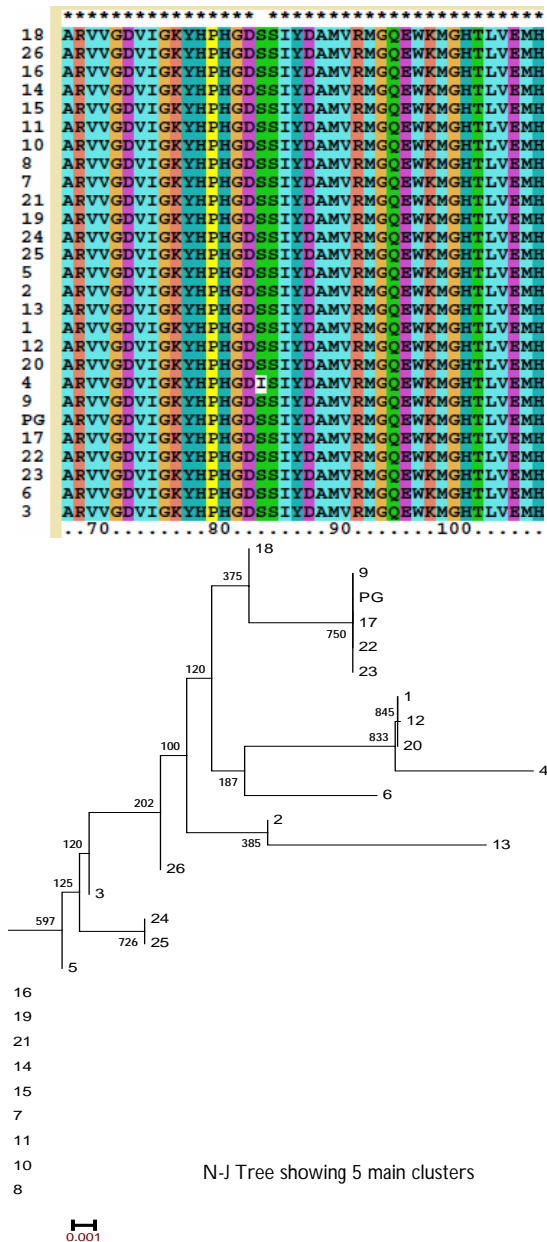 **************** ***********************
18 ARVVGDVIGKYHPHGDSSIYDAMVRMGQEWKMGHTLVEMH
26 ARVVGDVIGKYHPHGDSSIYDAMVRMGQEWKMGHTLVEMH
16 ARVVGDVIGKYHPHGDSSIYDAMVRMGQEWKMGHTLVEMH
14 ARVVGDVIGKYHPHGDSSIYDAMVRMGQEWKMGHTLVEMH
15 ARVVGDVIGKYHPHGDSSIYDAMVRMGQEWKMGHTLVEMH
11 ARVVGDVIGKYHPHGDSSIYDAMVRMGQEWKMGHTLVEMH
10 ARVVGDVIGKYHPHGDSSIYDAMVRMGQEWKMGHTLVEMH
8 ARVVGDVIGKYHPHGDSSIYDAMVRMGQEWKMGHTLVEMH
7 ARVVGDVIGKYHPHGDSSIYDAMVRMGQEWKMGHTLVEMH
21 ARVVGDVIGKYHPHGDSSIYDAMVRMGQEWKMGHTLVEMH
19 ARVVGDVIGKYHPHGDSSIYDAMVRMGQEWKMGHTLVEMH
24 ARVVGDVIGKYHPHGDSSIYDAMVRMGQEWKMGHTLVEMH
25 ARVVGDVIGKYHPHGDSSIYDAMVRMGQEWKMGHTLVEMH
5 ARVVGDVIGKYHPHGDSSIYDAMVRMGQEWKMGHTLVEMH
2 ARVVGDVIGKYHPHGDSSIYDAMVRMGQEWKMGHTLVEMH
13 ARVVGDVIGKYHPHGDSSIYDAMVRMGQEWKMGHTLVEMH
1 ARVVGDVIGKYHPHGDSSIYDAMVRMGQEWKMGHTLVEMH
12 ARVVGDVIGKYHPHGDSSIYDAMVRMGQEWKMGHTLVEMH
20 ARVVGDVIGKYHPHGDSSIYDAMVRMGQEWKMGHTLVEMH
4 ARVVGDVIGKYHPHGDISIYDAMVRMGQEWKMGHTLVEMH
9 ARVVGDVIGKYHPHGDSSIYDAMVRMGQEWKMGHTLVEMH
PG ARVVGDVIGKYHPHGDSSIYDAMVRMGQEWKMGHTLVEMH
17 ARVVGDVIGKYHPHGDSSIYDAMVRMGQEWKMGHTLVEMH
22 ARVVGDVIGKYHPHGDSSIYDAMVRMGQEWKMGHTLVEMH
23 ARVVGDVIGKYHPHGDSSIYDAMVRMGQEWKMGHTLVEMH
6 ARVVGDVIGKYHPHGDSSIYDAMVRMGQEWKMGHTLVEMH
3 ARVVGDVIGKYHPHGDSSIYDAMVRMGQEWKMGHTLVEMH
..70........80........90.......100......
18
375
9
PG
17
750
22
23
120
1
845
12
833
20
4
100
187
6
202
2
385
13
120
26
125
3
597
24
726
25
5
16
19
21
14
15
7
11
10
8
N-J Tree showing 5 main clusters
0.001